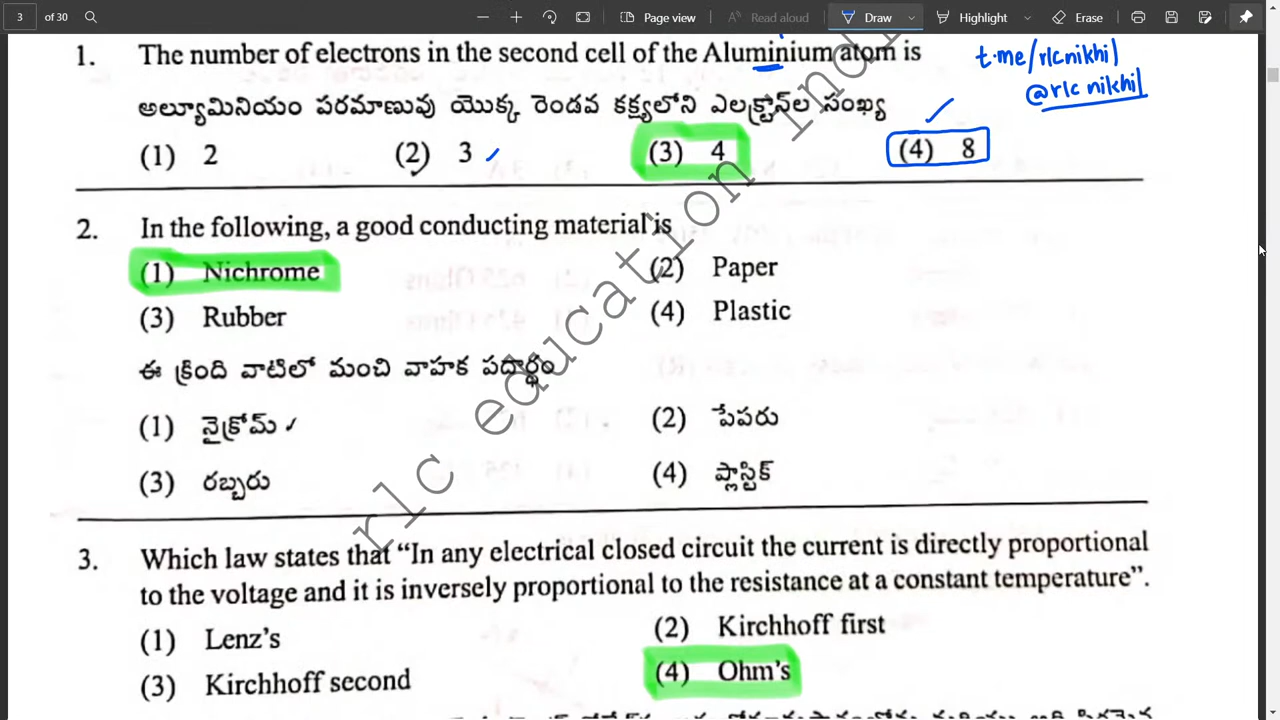 3 of 30 Page view Read aloud Draw Highlight Erase
1. The number of electrons in the second cell of the Aluminium atom is
t.me/rlcnikhil
@rlc nikhil
అల్యూమినియం పరమాణువు యొక్క రెండవ కక్ష్యలోని ఎలక్ట్రాన్‌ల సంఖ్య
(1) 2 (2) 3 (3) 4 (4) 8
2. In the following, a good conducting material is
(1) Nichrome (2) Paper
(3) Rubber (4) Plastic
ఈ క్రింది వాటిలో మంచి వాహక పదార్థం
(1) నైక్రోమ్ (2) పేపరు
(3) రబ్బరు (4) ప్లాస్టిక్
rlc education
3. Which law states that “In any electrical closed circuit the current is directly proportional
to the voltage and it is inversely proportional to the resistance at a constant temperature”.
(1) Lenz's (2) Kirchhoff first
(3) Kirchhoff second (4) Ohm's